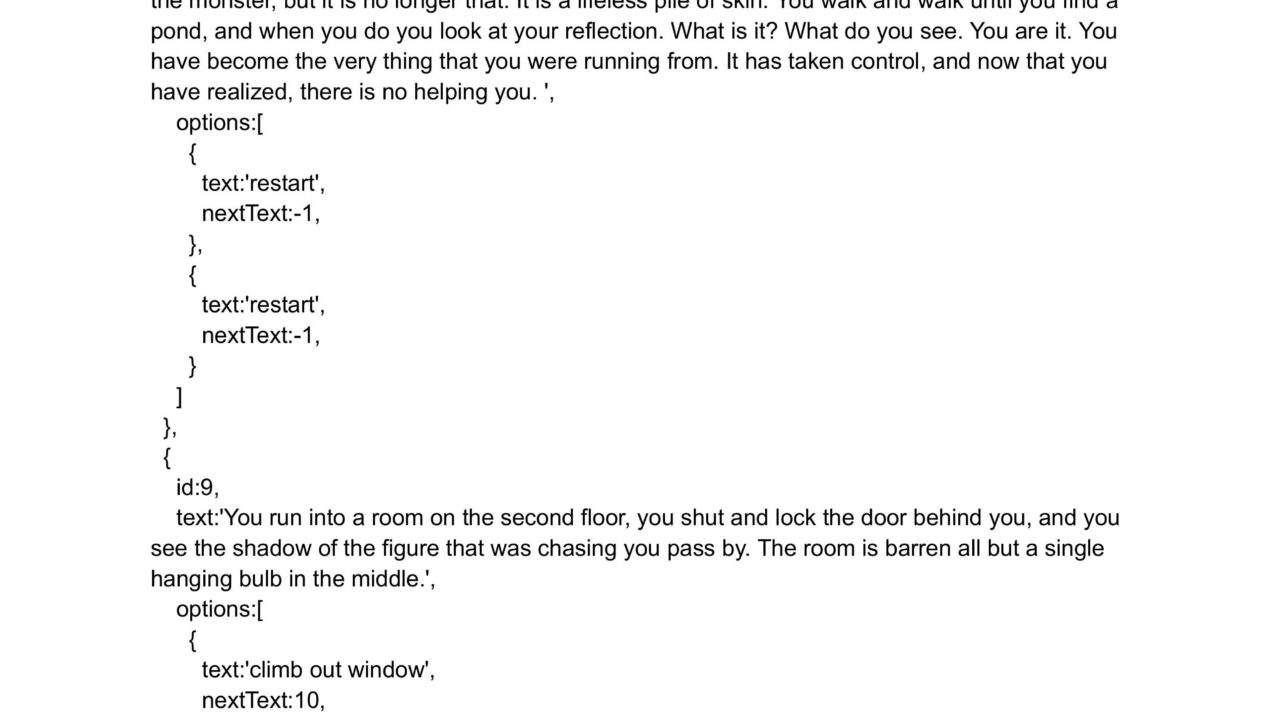 the monster, but it is no longer that. It is a lifeless pile of skin. You walk and walk until you find a
pond, and when you do you look at your reflection. What is it? What do you see. You are it. You
have become the very thing that you were running from. It has taken control, and now that you
have realized, there is no helping you. ',
options:[
{
text:'restart',
nextText:-1,
},
{
text:'restart',
nextText:-1,
}
]
},
{
id:9,
text:'You run into a room on the second floor, you shut and lock the door behind you, and you
see the shadow of the figure that was chasing you pass by. The room is barren all but a single
hanging bulb in the middle.',
options:[
{
text:'climb out window',
nextText:10,